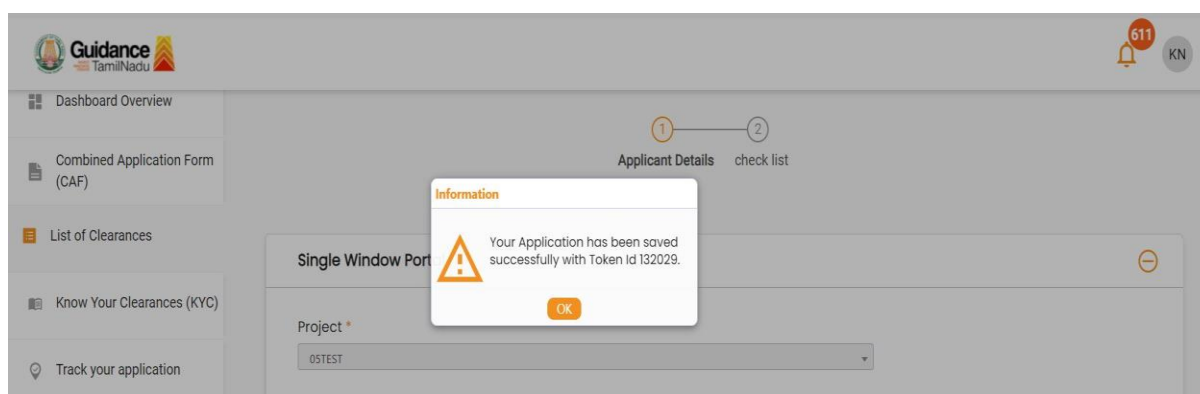 Guidance
TamilNadu
611
KN
Dashboard Overview
Combined Application Form
(CAF)
List of Clearances
Know Your Clearances (KYC)
Track your application
1
2
Applicant Details
check list
Information
Your Application has been saved
successfully with Token Id 132029.
OK
Single Window Port
Project *
05TEST